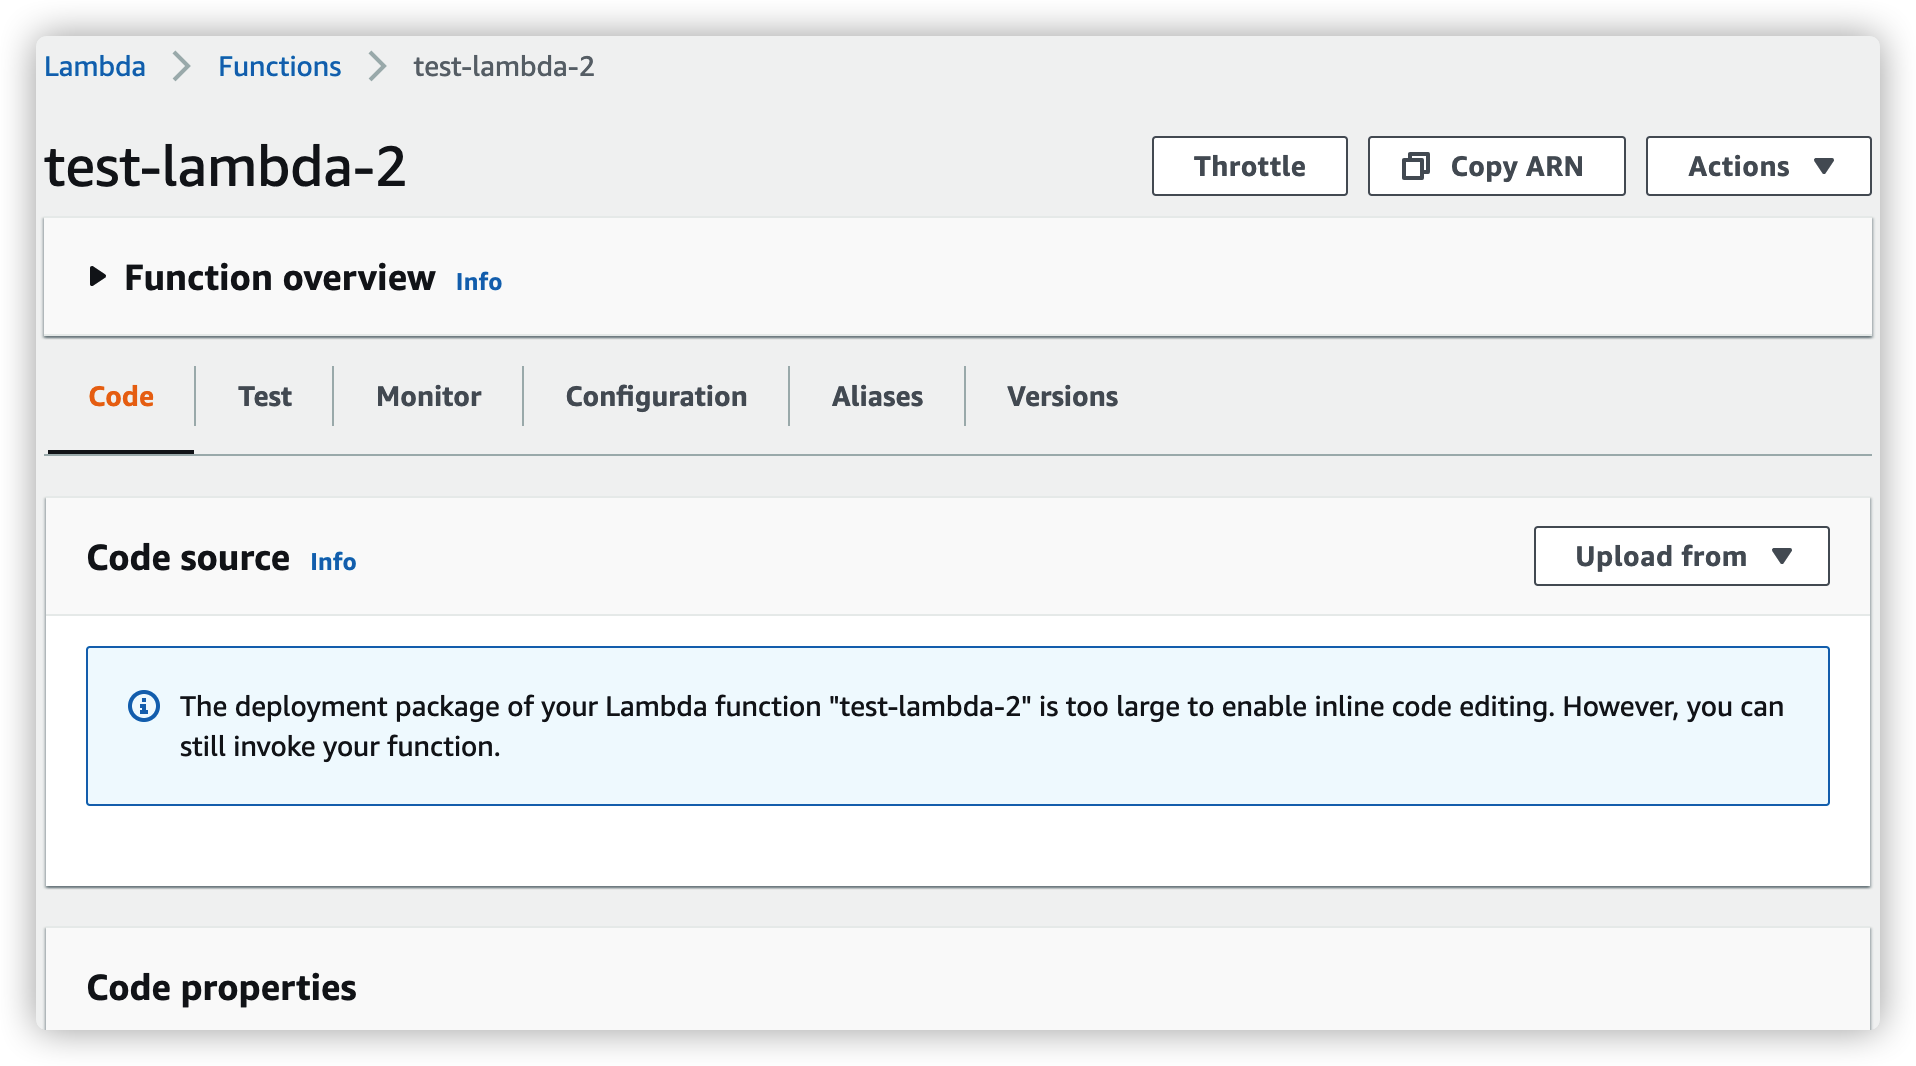 Lambda Functions test-lambda-2
test-lambda-2
Throttle Copy ARN Actions
Function overview Info
Code Test Monitor Configuration Aliases Versions
Code source Info Upload from
The deployment package of your Lambda function "test-lambda-2" is too large to enable inline code editing. However, you can
still invoke your function.
Code properties